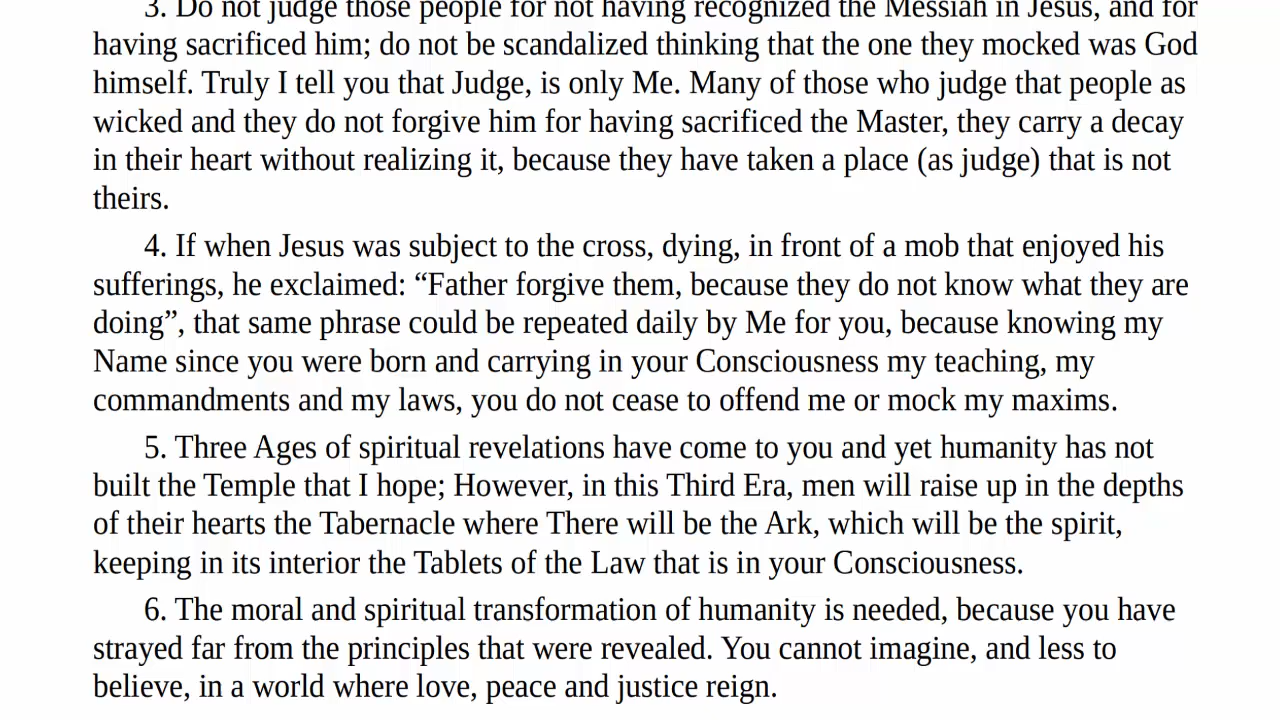 3. Do not judge those people for not having recognized the Messiah in Jesus, and for
having sacrificed him; do not be scandalized thinking that the one they mocked was God
himself. Truly I tell you that Judge, is only Me. Many of those who judge that people as
wicked and they do not forgive him for having sacrificed the Master, they carry a decay
in their heart without realizing it, because they have taken a place (as judge) that is not
theirs.
4. If when Jesus was subject to the cross, dying, in front of a mob that enjoyed his
sufferings, he exclaimed: “Father forgive them, because they do not know what they are
doing”, that same phrase could be repeated daily by Me for you, because knowing my
Name since you were born and carrying in your Consciousness my teaching, my
commandments and my laws, you do not cease to offend me or mock my maxims.
5. Three Ages of spiritual revelations have come to you and yet humanity has not
built the Temple that I hope; However, in this Third Era, men will raise up in the depths
of their hearts the Tabernacle where There will be the Ark, which will be the spirit,
keeping in its interior the Tablets of the Law that is in your Consciousness.
6. The moral and spiritual transformation of humanity is needed, because you have
strayed far from the principles that were revealed. You cannot imagine, and less to
believe, in a world where love, peace and justice reign.